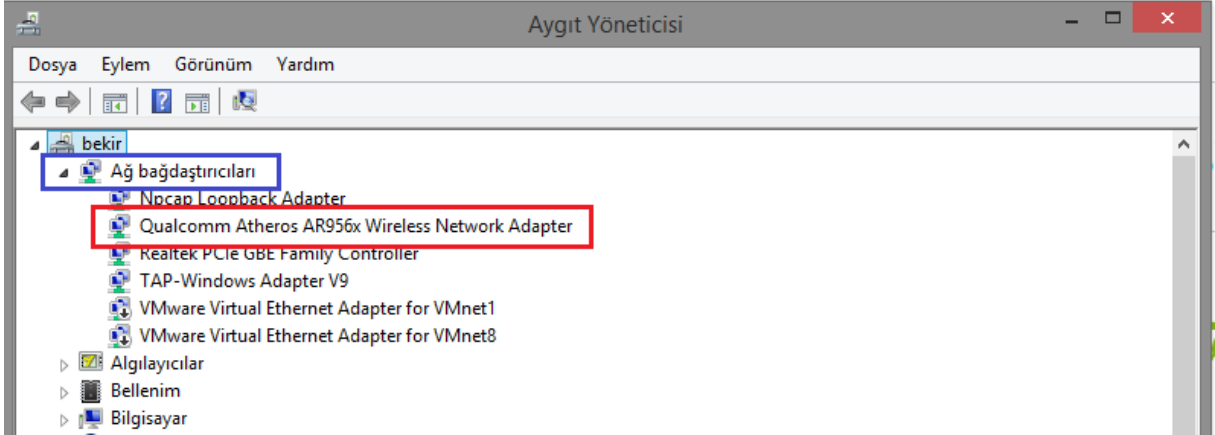 Aygıt Yöneticisi
Dosya Eylem Görünüm Yardım
bekir
Ağ bağdaştırıcıları
Npcap Loopback Adapter
Qualcomm Atheros AR956x Wireless Network Adapter
Realtek PCIe GBE Family Controller
TAP-Windows Adapter V9
VMware Virtual Ethernet Adapter for VMnet1
VMware Virtual Ethernet Adapter for VMnet8
Algılayıcılar
Bellenim
Bilgisayar